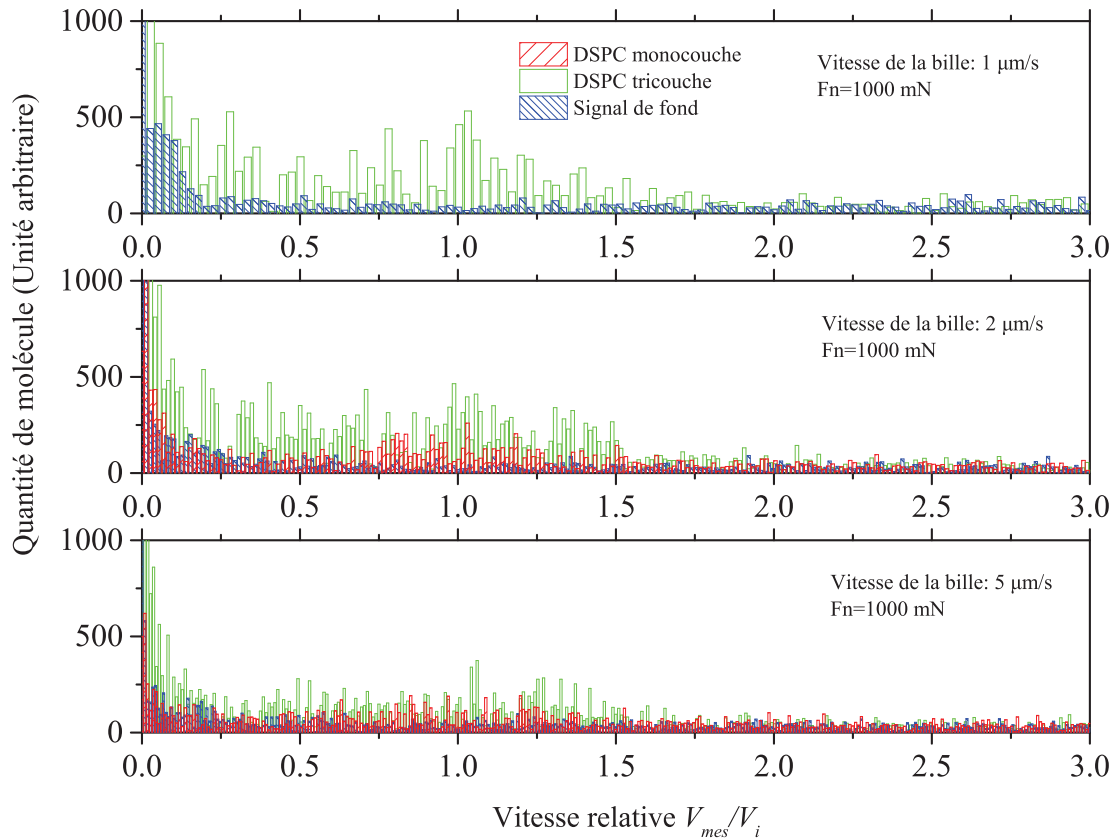 Quantité de molécule (Unité arbitraire)
1000
500
0
DSPC monocouche
DSPC tricouche
Signal de fond
Vitesse de la bille: 1 μm/s
Fn=1000 mN
0.0 0.5 1.0 1.5 2.0 2.5 3.0
1000
500
0
Vitesse de la bille: 2 μm/s
Fn=1000 mN
0.0 0.5 1.0 1.5 2.0 2.5 3.0
1000
500
0
Vitesse de la bille: 5 μm/s
Fn=1000 mN
0.0 0.5 1.0 1.5 2.0 2.5 3.0
Vitesse relative Vmes/Vi